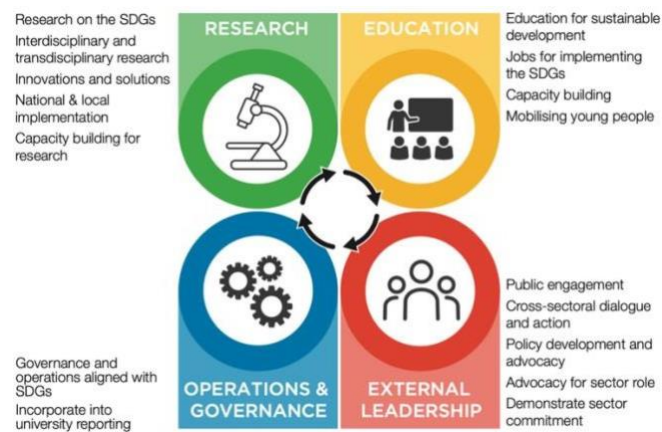 RESEARCH
Research on the SDGs
Interdisciplinary and
transdisciplinary research
Innovations and solutions
National & local
implementation
Capacity building for
research
EDUCATION
Education for sustainable
development
Jobs for implementing
the SDGs
Capacity building
Mobilising young people
OPERATIONS &
GOVERNANCE
Governance and
operations aligned with
SDGs
Incorporate into
university reporting
EXTERNAL
LEADERSHIP
Public engagement
Cross-sectoral dialogue
and action
Policy development and
advocacy
Advocacy for sector role
Demonstrate sector
commitment